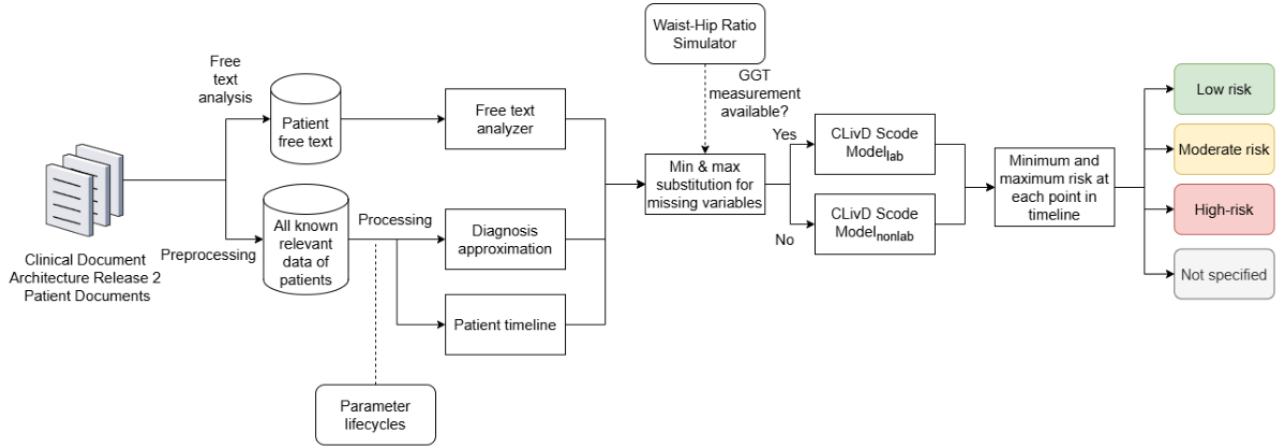 Free
text
analysis
Patient
free text
Free text
analyzer
Clinical Document
Architecture Release 2
Patient Documents
Preprocessing
All known
relevant
data of
patients
Processing
Diagnosis
approximation
Patient timeline
Parameter
lifecycles
Waist-Hip Ratio
Simulator
GGT
measurement
available?
Min & max
substitution for
missing variables
Yes
No
CLivD Scode
Modellab
CLivD Scode
Modelnonlab
Minimum and
maximum risk at
each point in
timeline
Low risk
Moderate risk
High-risk
Not specified